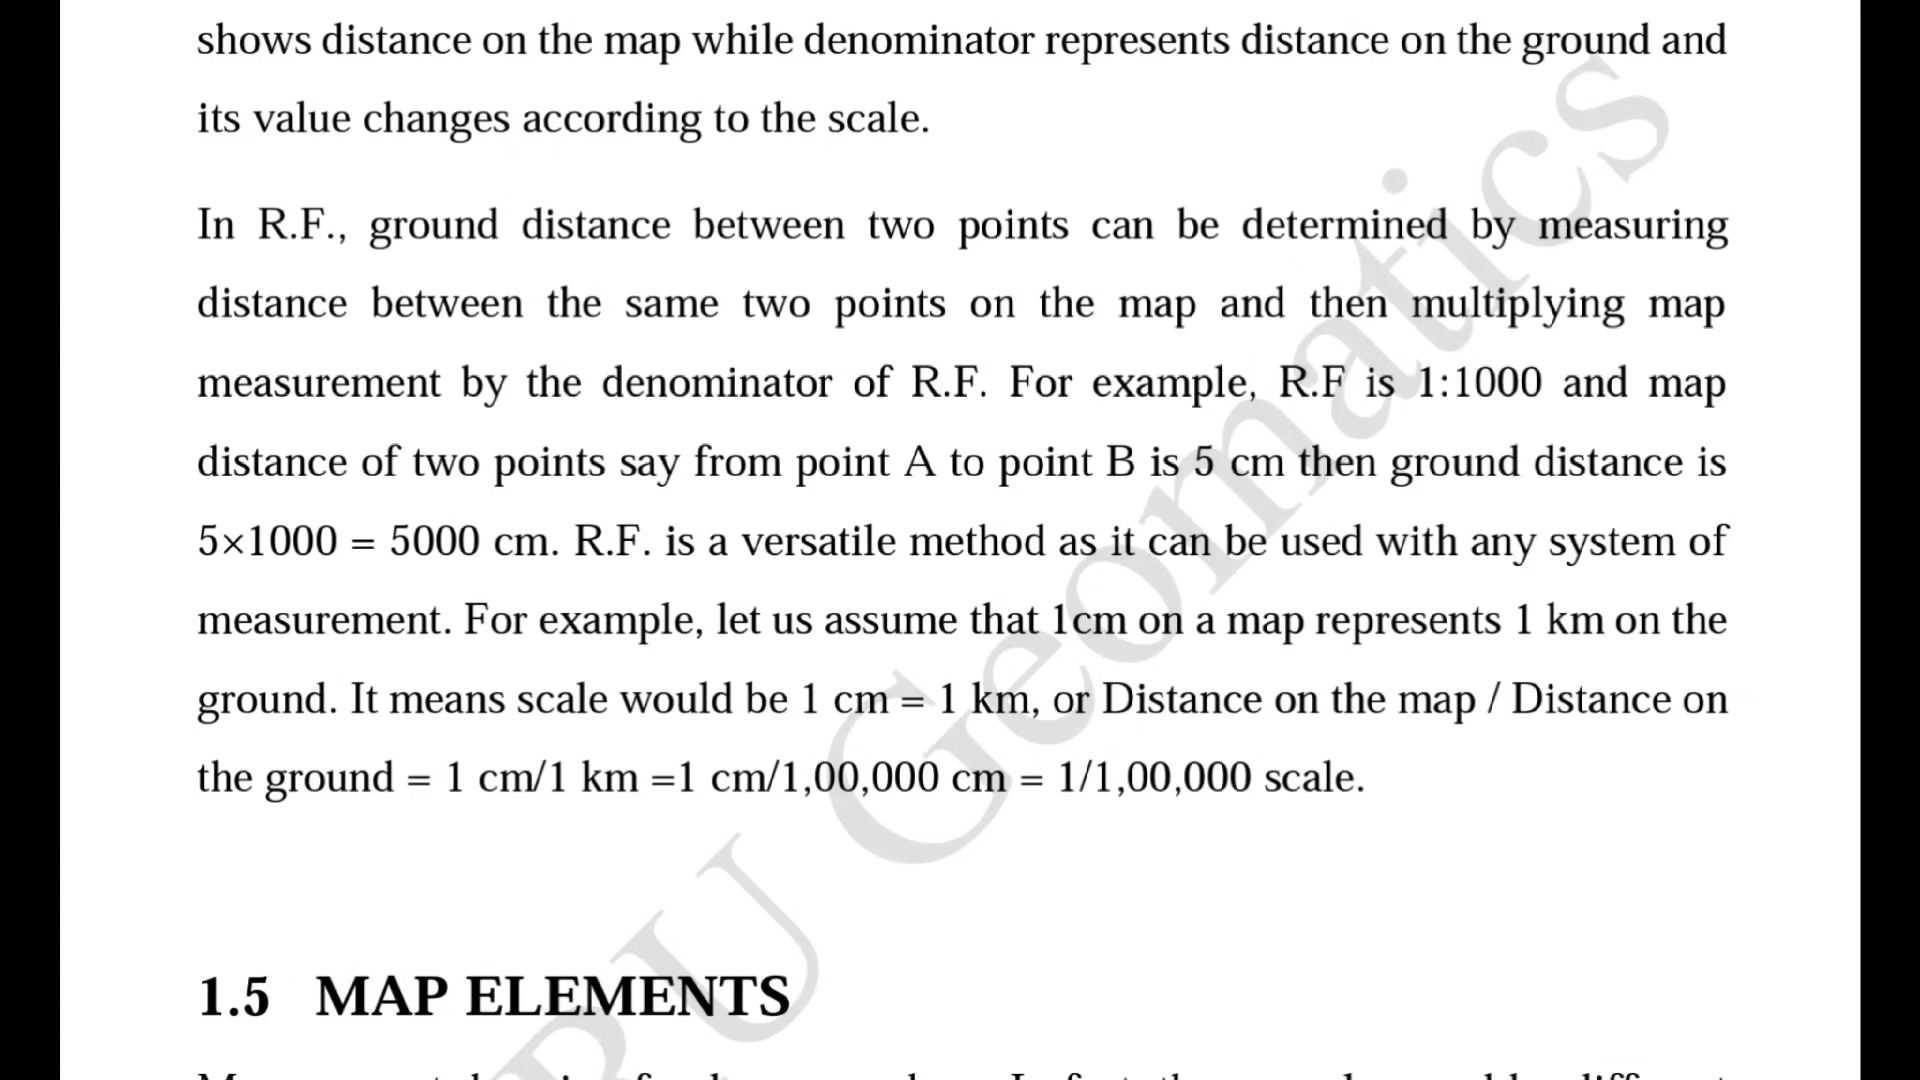 shows distance on the map while denominator represents distance on the ground and
its value changes according to the scale.
In R.F., ground distance between two points can be determined by measuring
distance between the same two points on the map and then multiplying map
measurement by the denominator of R.F. For example, R.F is 1:1000 and map
distance of two points say from point A to point B is 5 cm then ground distance is
5×1000 = 5000 cm. R.F. is a versatile method as it can be used with any system of
measurement. For example, let us assume that 1cm on a map represents 1 km on the
ground. It means scale would be 1 cm = 1 km, or Distance on the map / Distance on
the ground = 1 cm/1 km =1 cm/1,00,000 cm = 1/1,00,000 scale.
Geomatics
1.5 MAP ELEMENTS